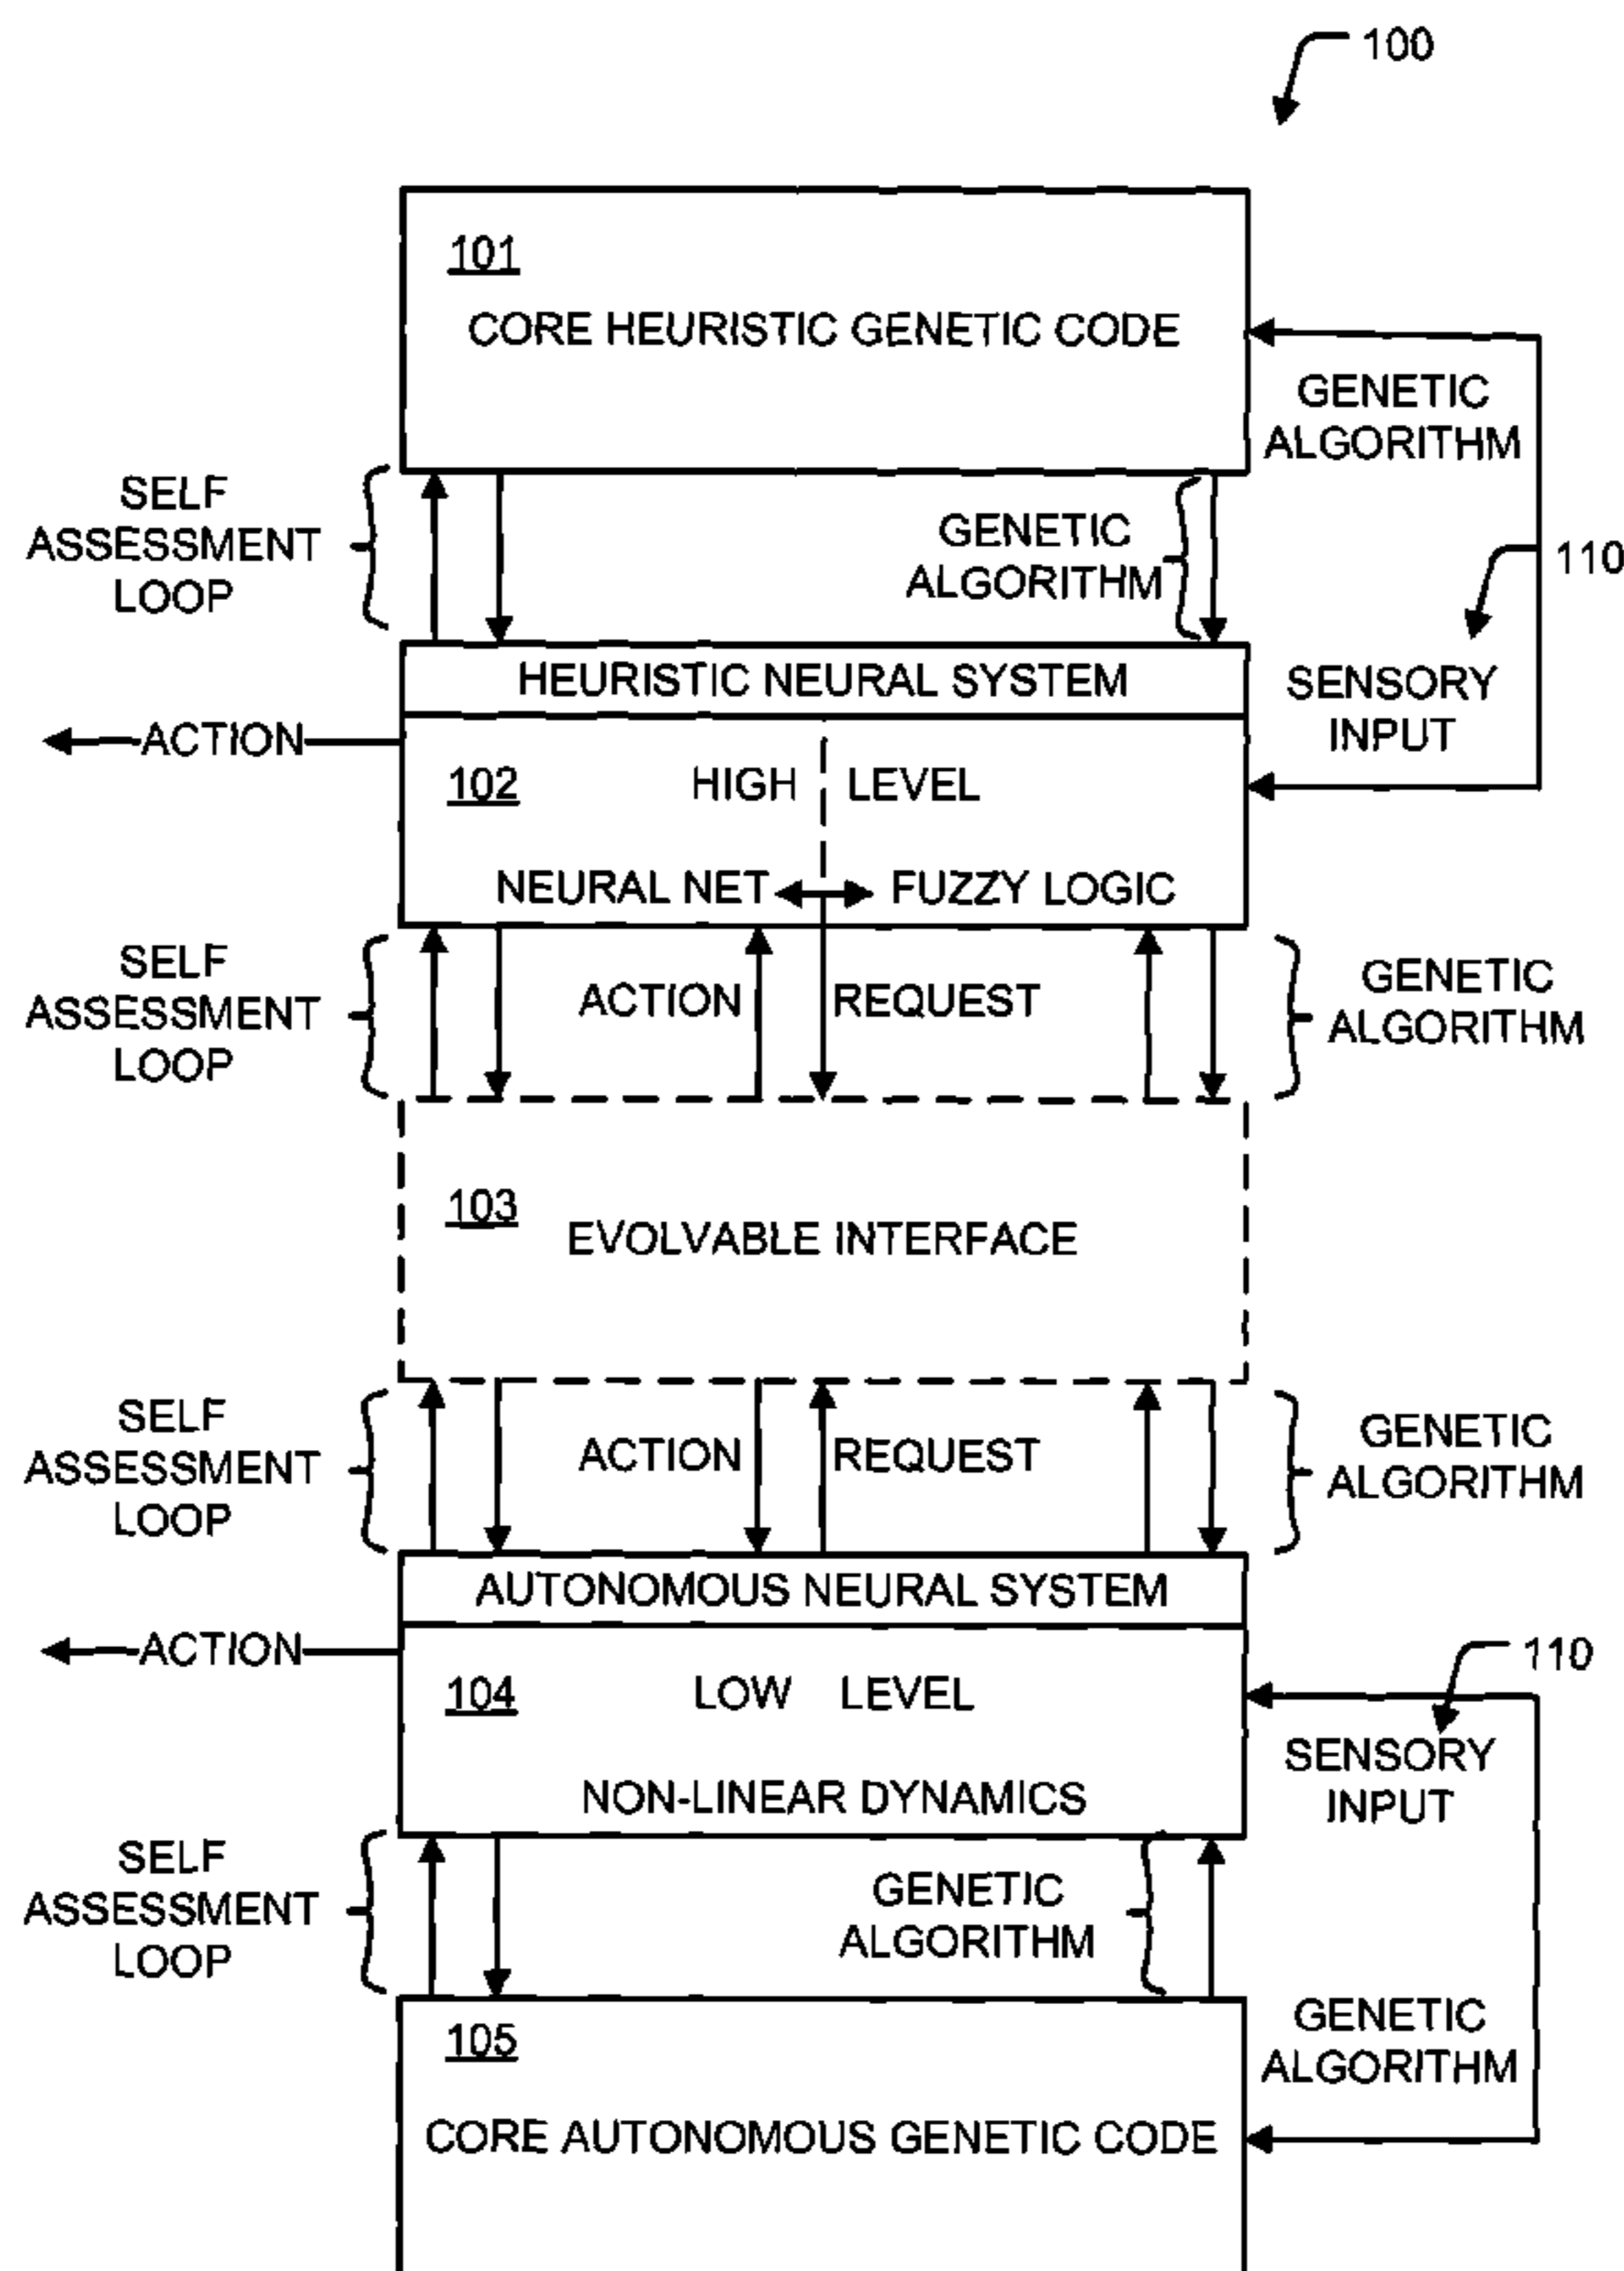 100
101
CORE HEURISTIC GENETIC CODE
GENETIC
ALGORITHM
SELF
ASSESSMENT
LOOP
GENETIC
ALGORITHM
110
HEURISTIC NEURAL SYSTEM
SENSORY
INPUT
ACTION
102
HIGH LEVEL
NEURAL NET FUZZY LOGIC
SELF
ASSESSMENT
LOOP
ACTION REQUEST
GENETIC
ALGORITHM
103
EVOLVABLE INTERFACE
SELF
ASSESSMENT
LOOP
ACTION REQUEST
GENETIC
ALGORITHM
AUTONOMOUS NEURAL SYSTEM
ACTION
110
104
LOW LEVEL
SENSORY
INPUT
NON-LINEAR DYNAMICS
SELF
ASSESSMENT
LOOP
GENETIC
ALGORITHM
105
GENETIC
ALGORITHM
CORE AUTONOMOUS GENETIC CODE